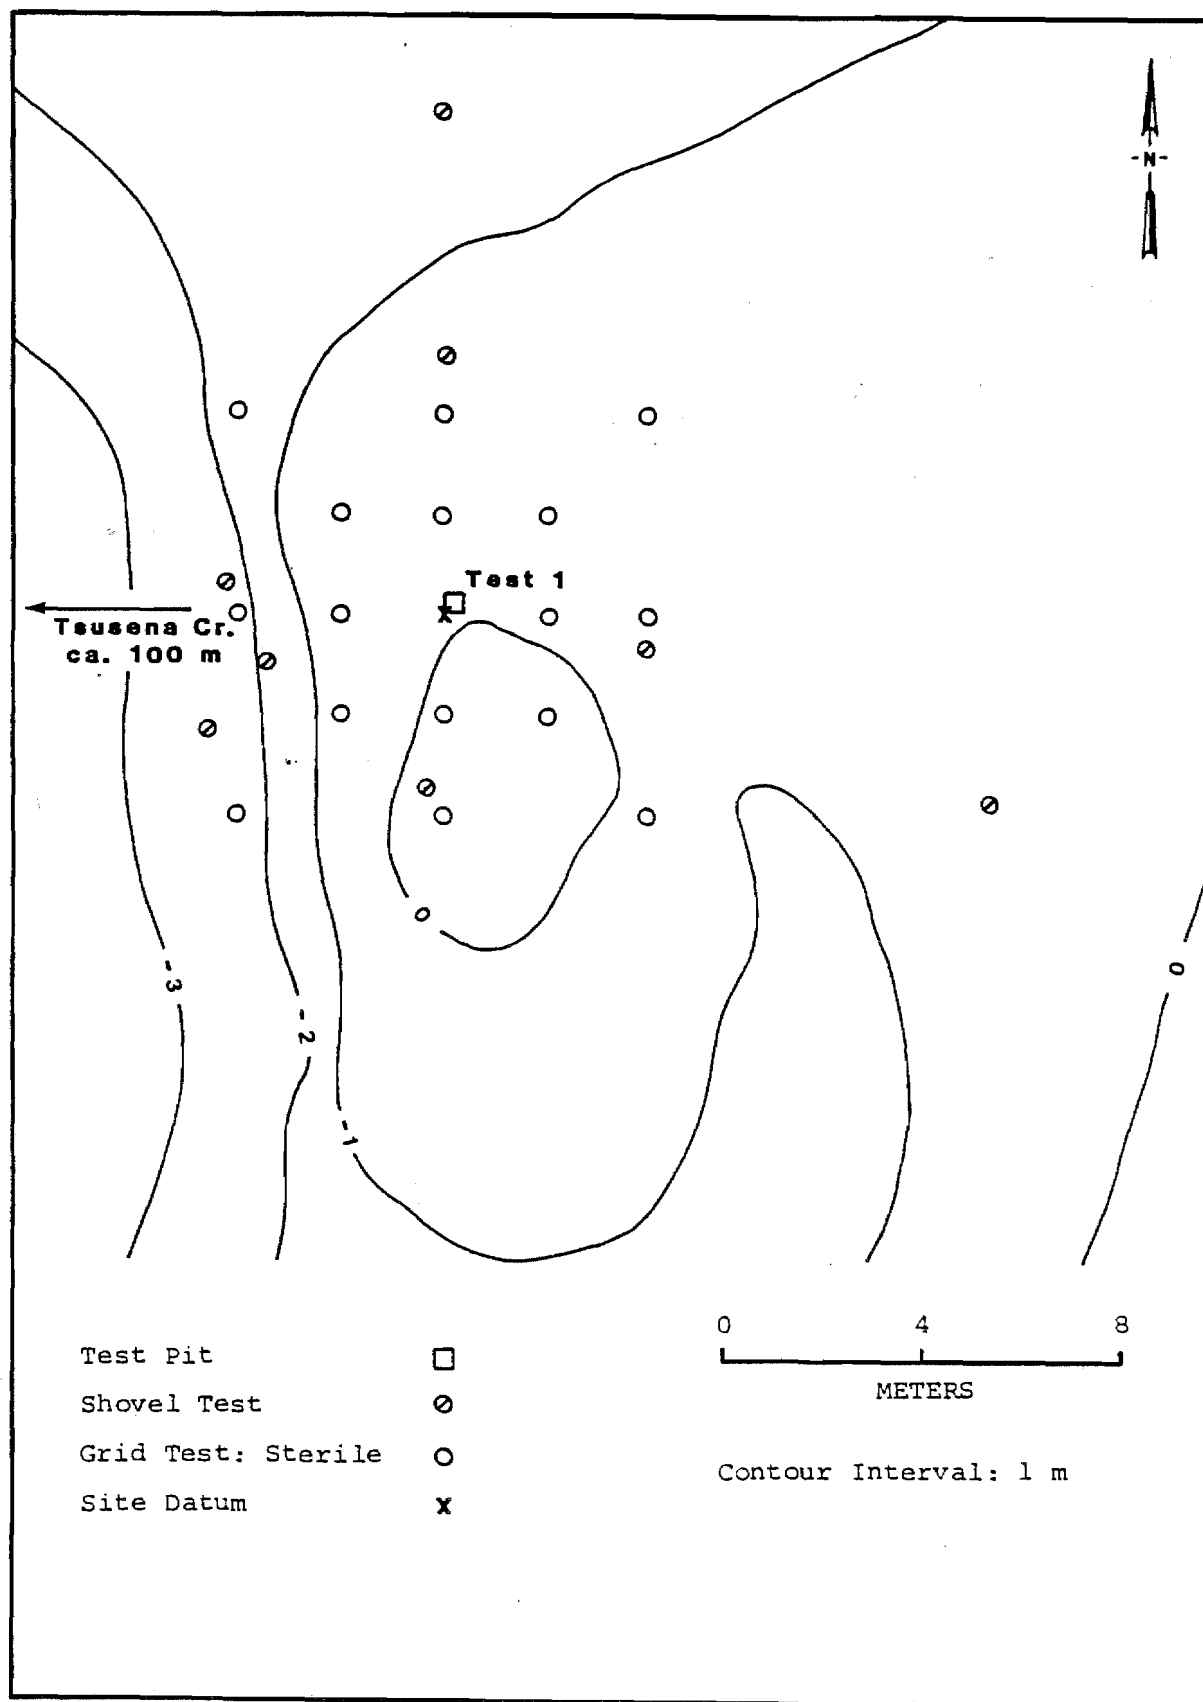 -N-
Test 1
Tsusena Cr.
ca. 100 m
0
0
-3
-2
-1
Test Pit
Shovel Test
Grid Test: Sterile
Site Datum x
0 4 8
METERS
Contour Interval: 1 m